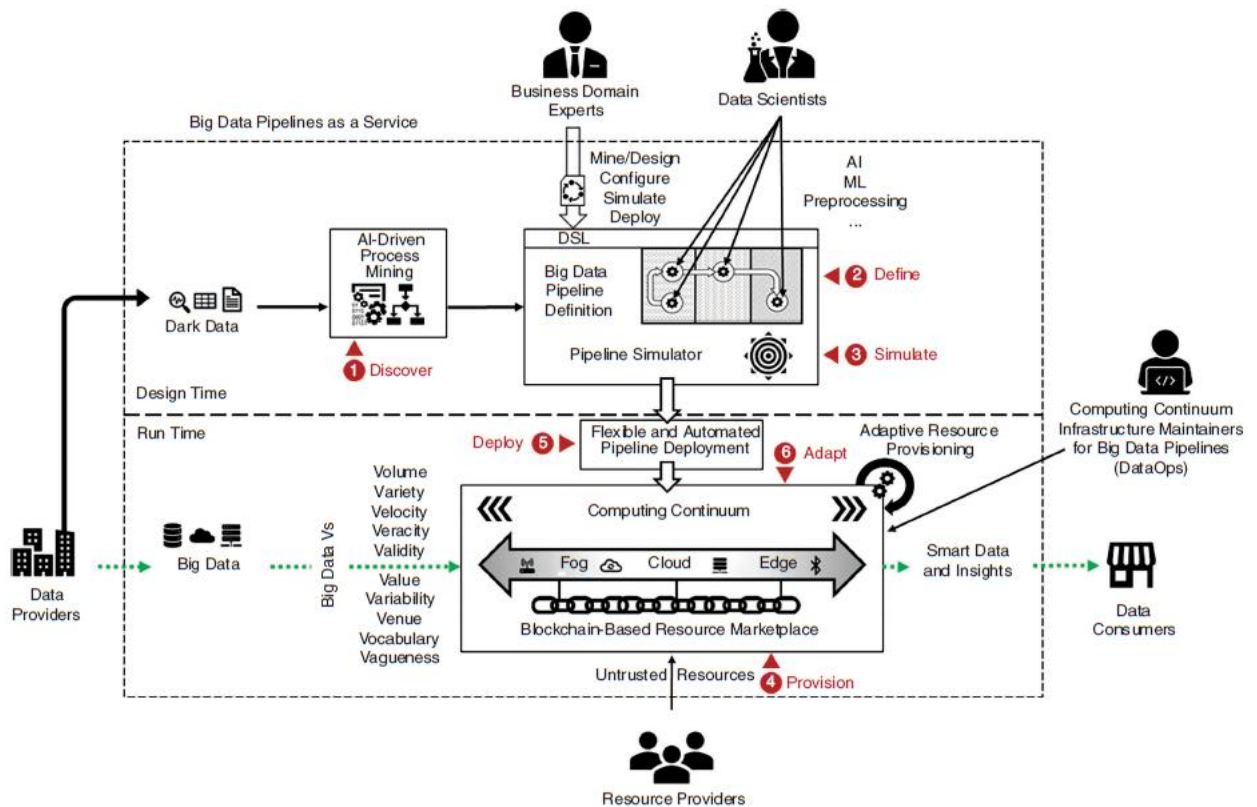 Business Domain
Experts
Data Scientists
Big Data Pipelines as a Service
Mine/Design
Configure
Simulate
Deploy
AI
ML
Preprocessing
...
AI-Driven
Process
Mining
DSL
Big Data
Pipeline
Definition
2 Define
Dark Data
Pipeline Simulator
3 Simulate
1 Discover
Design Time
Computing Continuum
Infrastructure Maintainers
for Big Data Pipelines
(DataOps)
Run Time
Deploy 5
Flexible and Automated
Pipeline Deployment
6 Adapt
Adaptive Resource
Provisioning
Big Data Vs
Volume
Variety
Velocity
Veracity
Validity
Value
Variability
Venue
Vocabulary
Vagueness
Computing Continuum
Fog
Cloud
Edge
Big Data
Data
Providers
Smart Data
and Insights
Data
Consumers
Blockchain-Based Resource Marketplace
Untrusted Resources
4 Provision
Resource Providers